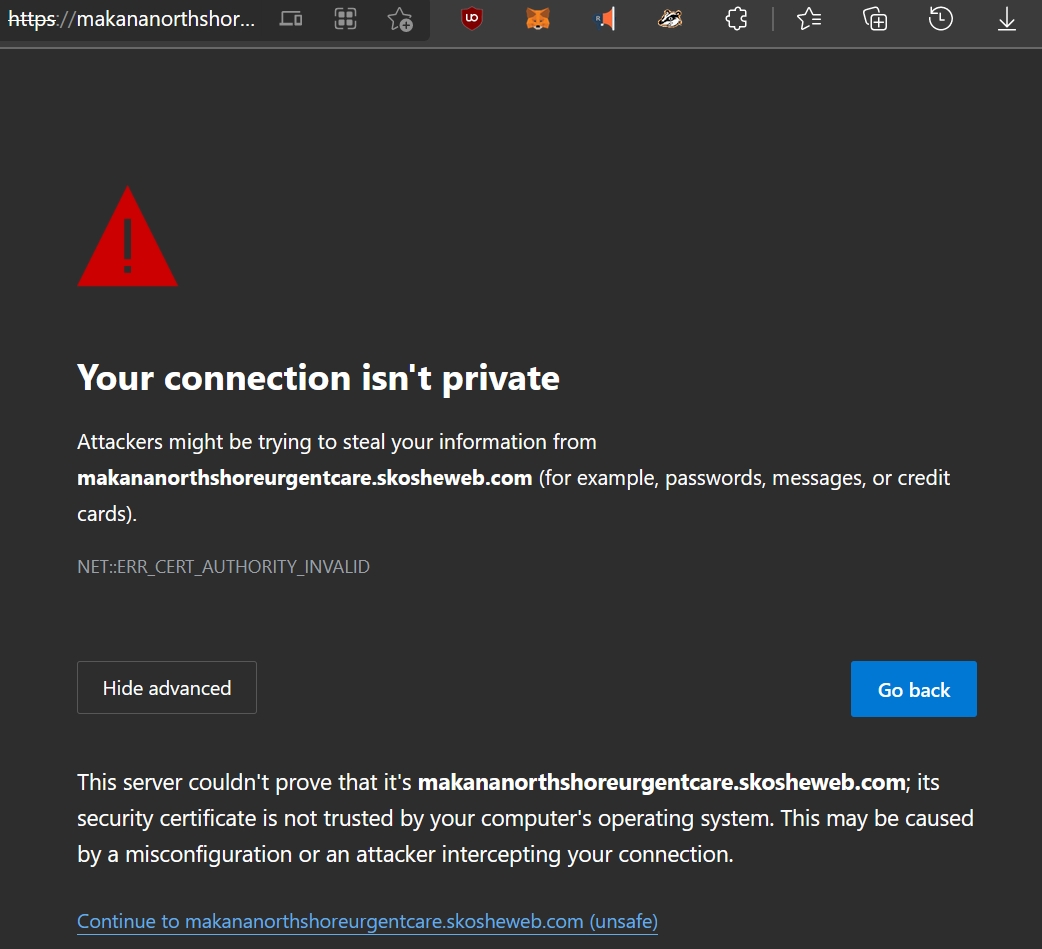 https://makananorthshor...
UO
R
Your connection isn't private
Attackers might be trying to steal your information from
makananorthshoreurgentcare.skosheweb.com (for example, passwords, messages, or credit
cards).
NET::ERR_CERT_AUTHORITY_INVALID
Hide advanced
Go back
This server couldn't prove that it's makananorthshoreurgentcare.skosheweb.com; its
security certificate is not trusted by your computer's operating system. This may be caused
by a misconfiguration or an attacker intercepting your connection.
Continue to makananorthshoreurgentcare.skosheweb.com (unsafe)